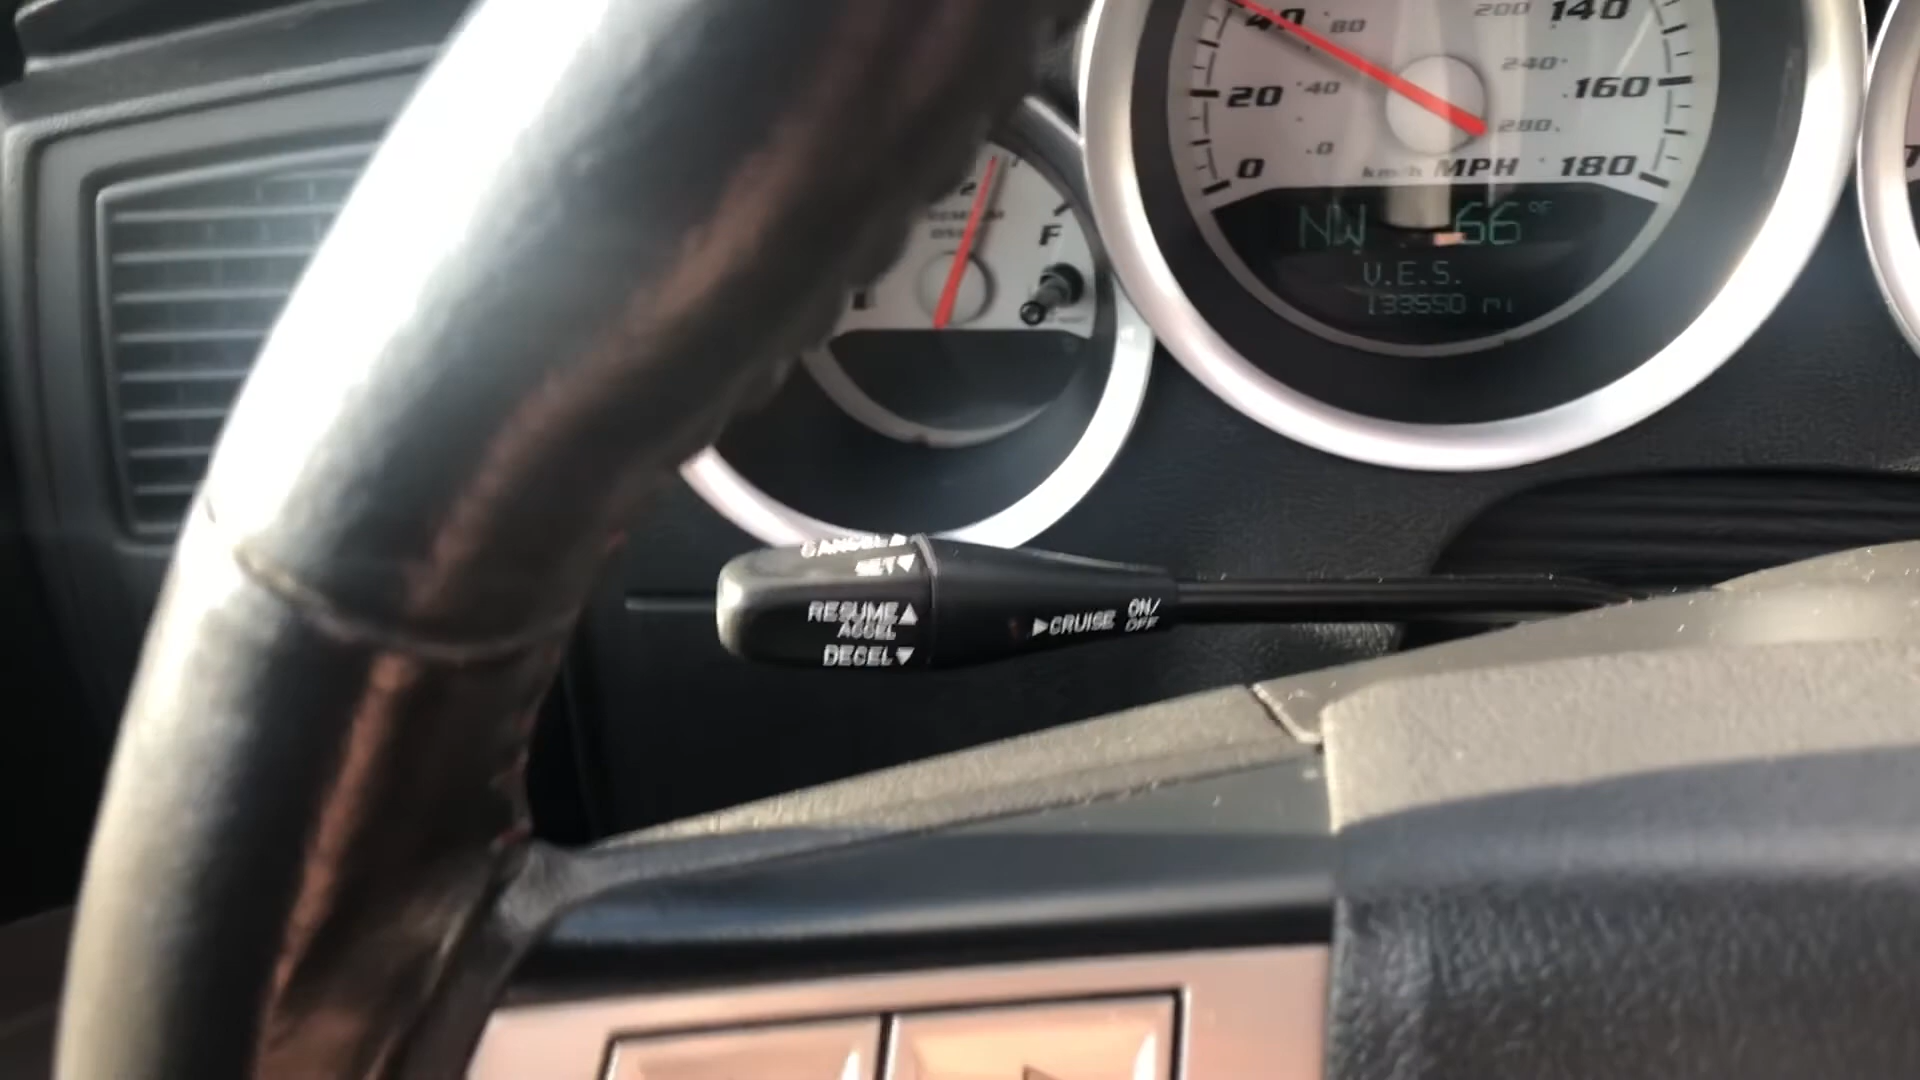 40 80 200 140
240
20 40 160
280
0 0 km/h MPH 180
NW 66°F
V.E.S.
133550 mi
F
CANCEL▲
SET▼
RESUME▲
ACCEL
DECEL▼
▶CRUISE ON/
OFF